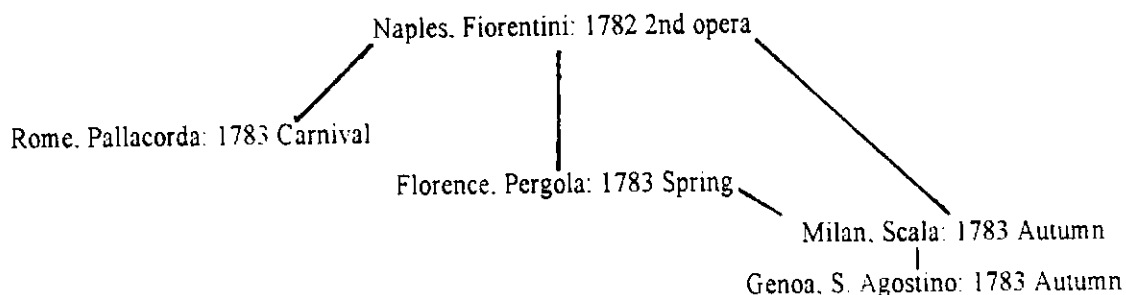 Naples, Fiorentini: 1782 2nd opera
Rome, Pallacorda: 1783 Carnival
Florence, Pergola: 1783 Spring
Milan, Scala: 1783 Autumn
Genoa, S. Agostino: 1783 Autumn